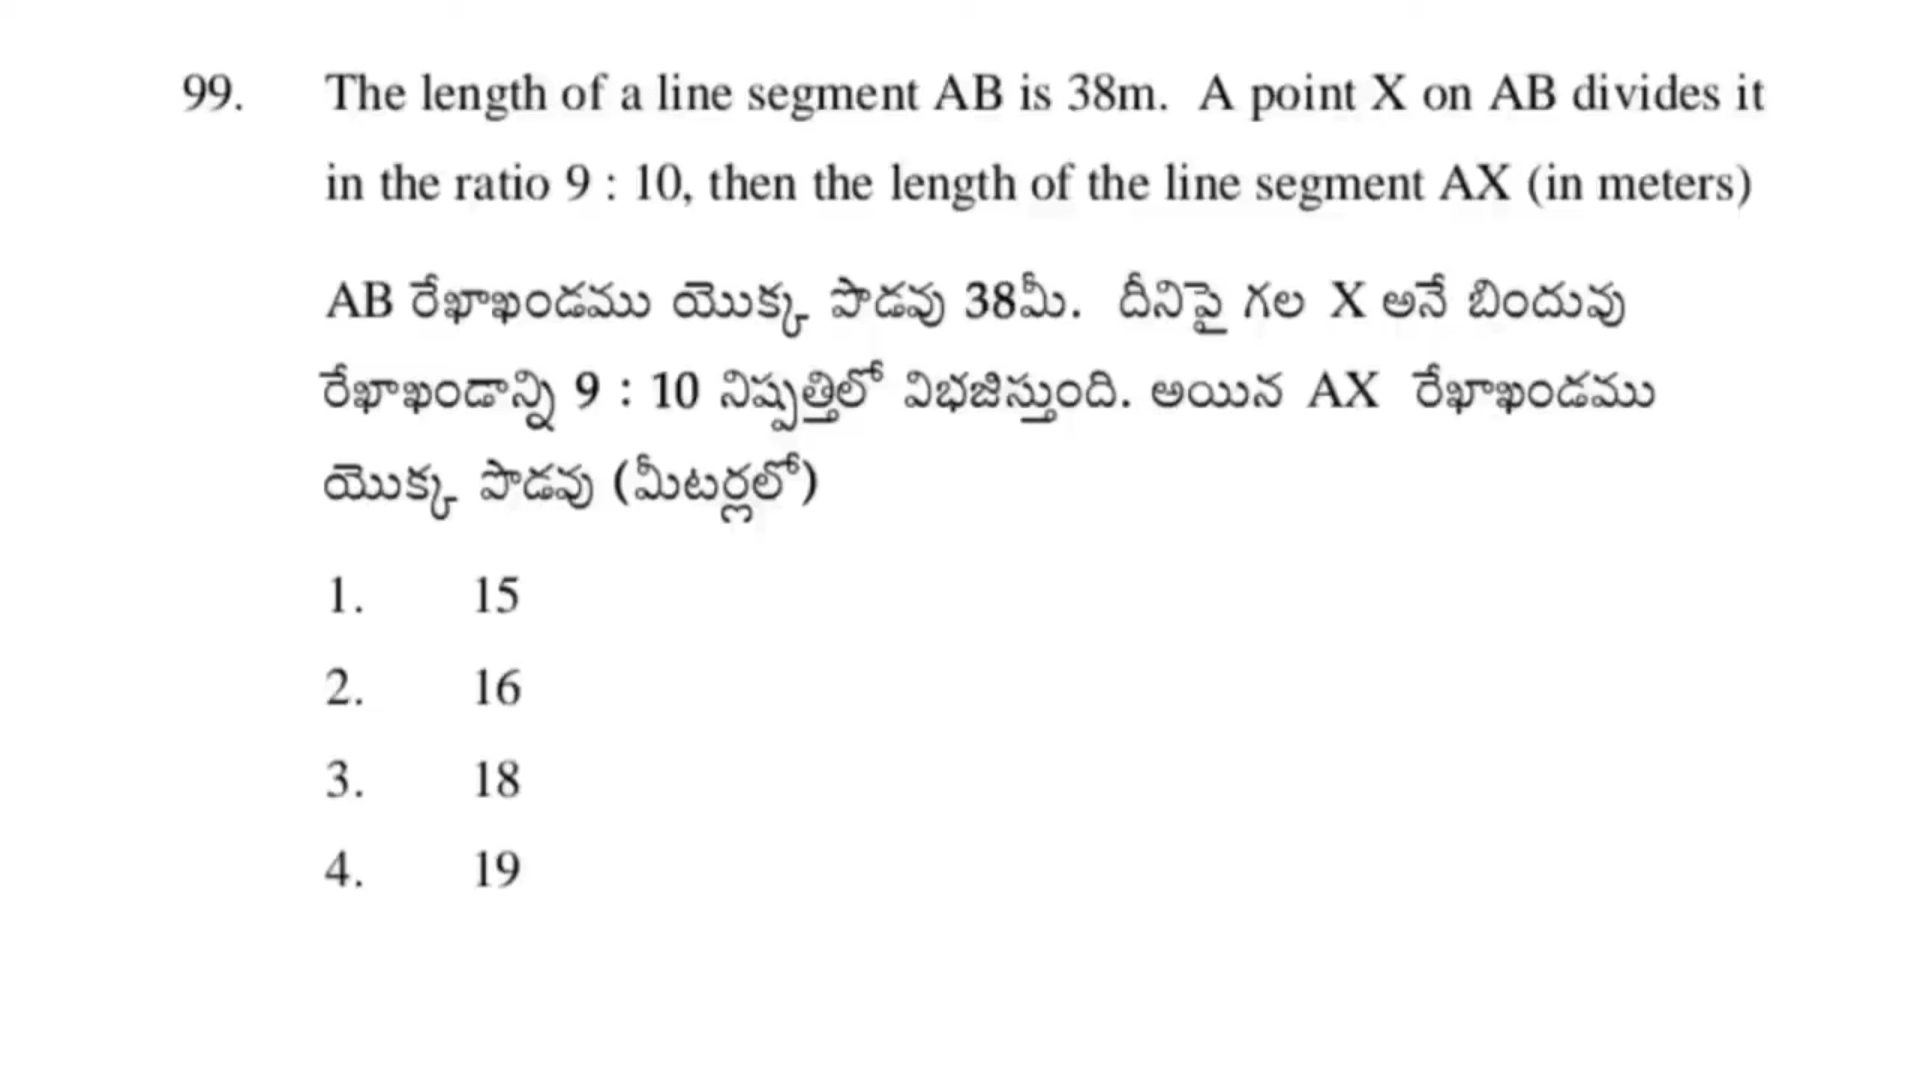 99. The length of a line segment AB is 38m. A point X on AB divides it
in the ratio 9 : 10, then the length of the line segment AX (in meters)
AB రేఖాఖండము యొక్క పొడవు 38మీ. దీనిపై గల X అనే బిందువు
రేఖాఖండాన్ని 9 : 10 నిష్పత్తిలో విభజిస్తుంది. అయిన AX రేఖాఖండము
యొక్క పొడవు (మీటర్లలో)
1. 15
2. 16
3. 18
4. 19